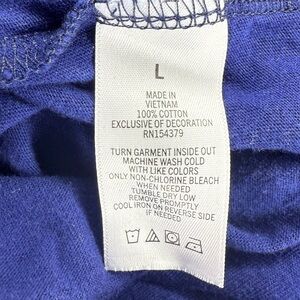 L
MADE IN
VIETNAM
100% COTTON
EXCLUSIVE OF DECORATION
RN154379
TURN GARMENT INSIDE OUT
MACHINE WASH COLD
WITH LIKE COLORS
ONLY NON-CHLORINE BLEACH
WHEN NEEDED
TUMBLE DRY LOW
REMOVE PROMPTLY
COOL IRON ON REVERSE SIDE
IF NEEDED